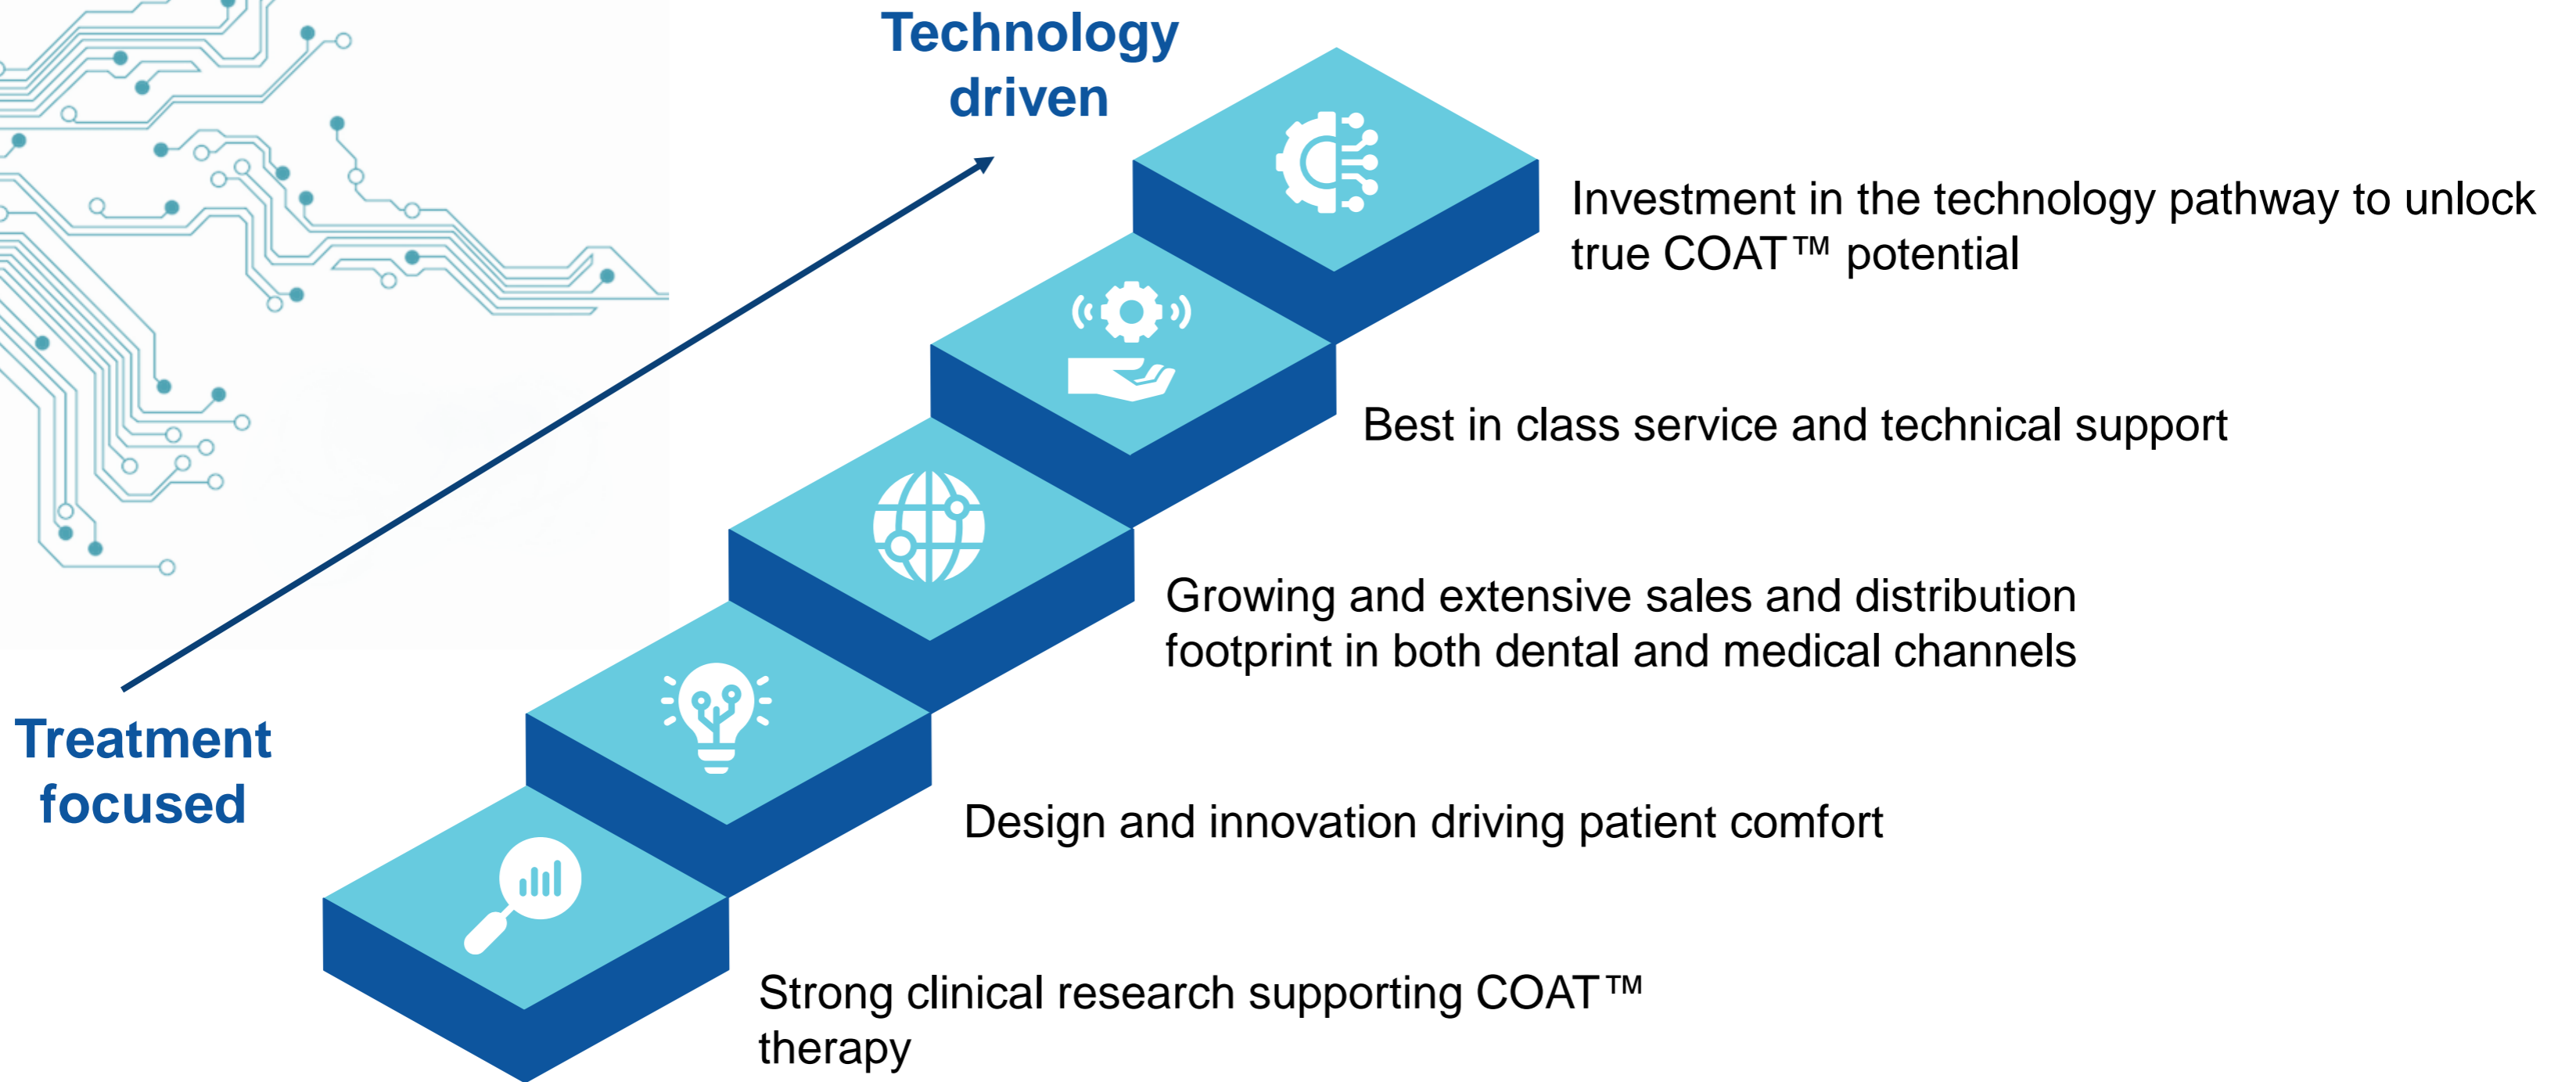 Technology
driven
Investment in the technology pathway to unlock
true COAT™ potential
Best in class service and technical support
Growing and extensive sales and distribution
footprint in both dental and medical channels
Treatment
focused
Design and innovation driving patient comfort
Strong clinical research supporting COAT™
therapy